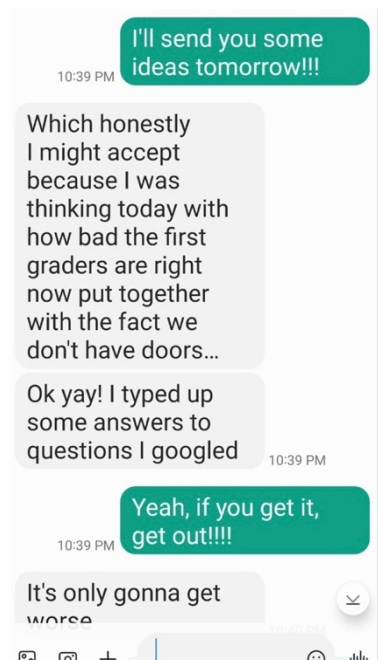 I'll send you some
ideas tomorrow!!!
10:39 PM
Which honestly
I might accept
because I was
thinking today with
how bad the first
graders are right
now put together
with the fact we
don't have doors...
Ok yay! I typed up
some answers to
questions I googled
10:39 PM
Yeah, if you get it,
get out!!!!
10:39 PM
It's only gonna get
worse